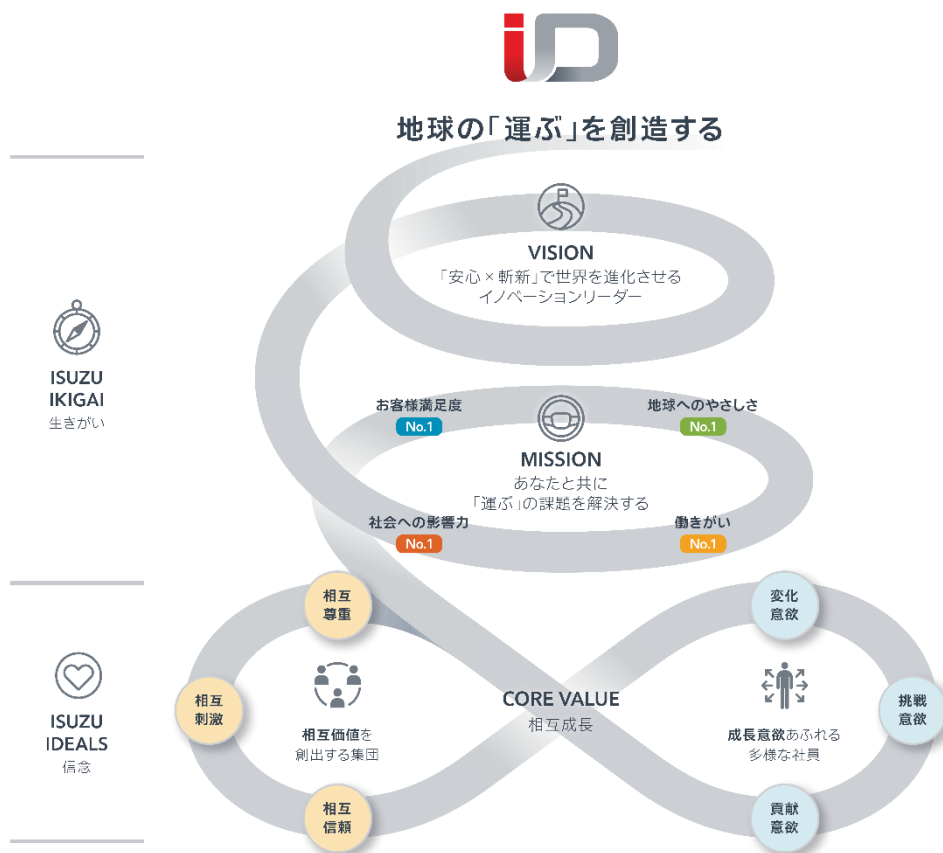 iD
地球の「運ぶ」を創造する
ISUZU
IKIGAI
生きがい
VISION
「安心×斬新」で世界を進化させる
イノベーションリーダー
お客様満足度
No.1
地球へのやさしさ
No.1
MISSION
あなたと共に
「運ぶ」の課題を解決する
社会への影響力
No.1
働きがい
No.1
ISUZU
IDEALS
信念
相互
尊重
相互
刺激
相互
信頼
相互価値を
創出する集団
CORE VALUE
相互成長
変化
意欲
挑戦
意欲
貢献
意欲
成長意欲あふれる
多様な社員